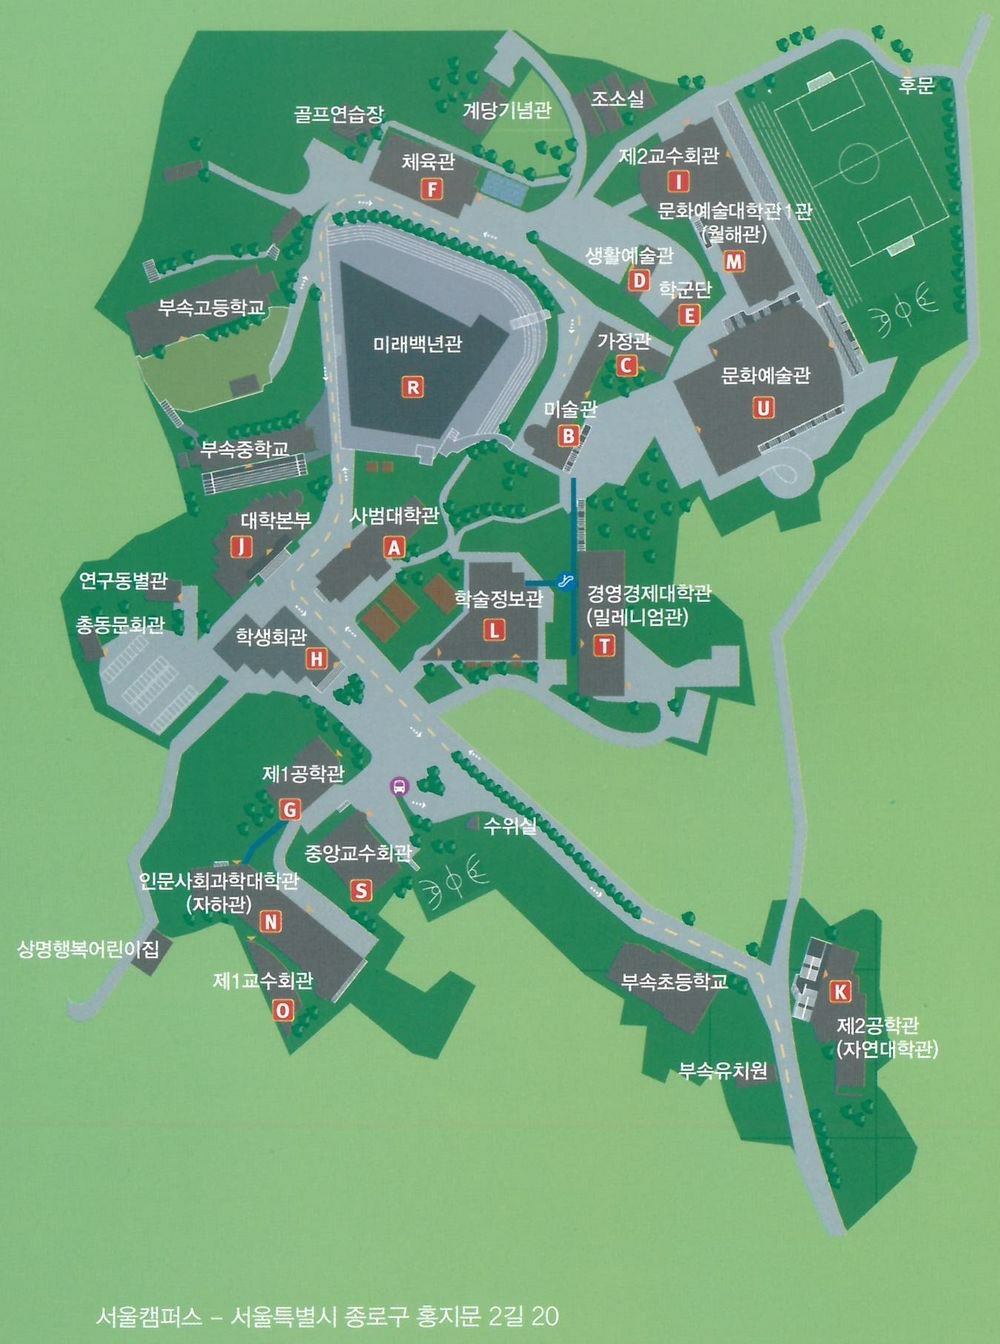 후문
조소실
계당기념관
골프연습장
체육관
F
제2교수회관
I
문화예술대학관1관
(월해관)
M
생활예술관
D
학군단
E
부속고등학교
미래백년관
R
가정관
C
문화예술관
U
미술관
B
부속중학교
대학본부
J
사범대학관
A
연구동별관
경영경제대학관
(밀레니엄관)
T
학술정보관
L
총동문회관
학생회관
H
제1공학관
G
수위실
중앙교수회관
S
인문사회과학대학관
(자하관)
N
상명행복어린이집
제1교수회관
O
부속초등학교
K
제2공학관
(자연대학관)
부속유치원
서울캠퍼스 – 서울특별시 종로구 홍지문 2길 20